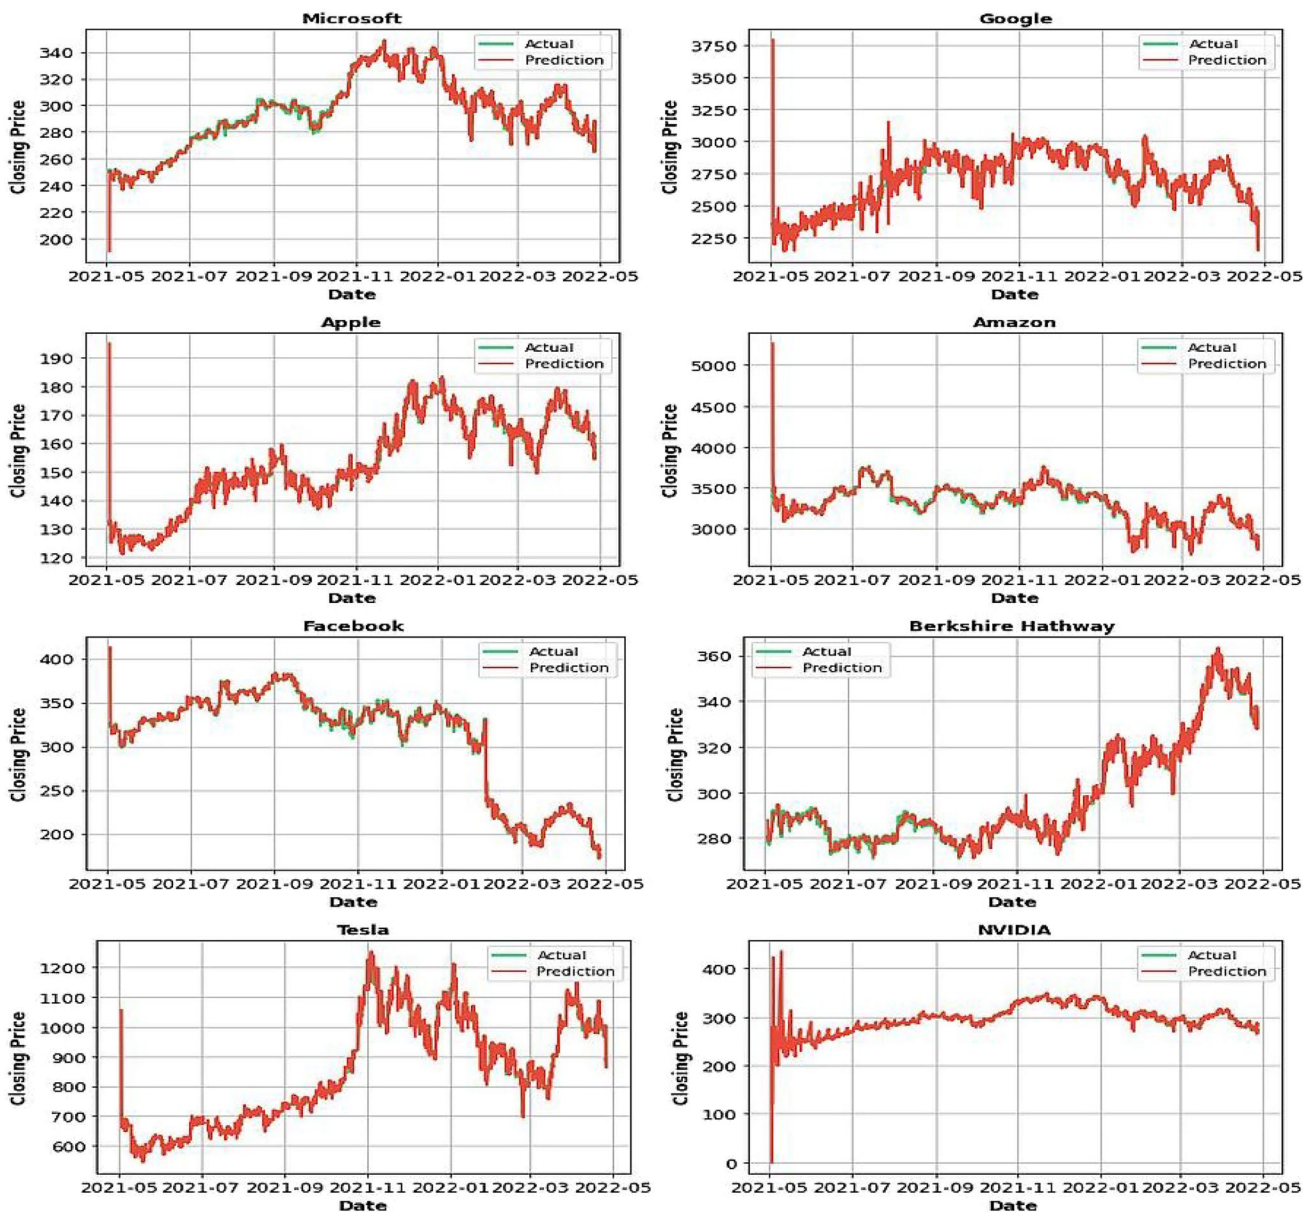 Microsoft
Actual
Prediction
Closing Price
340
320
300
280
260
240
220
200
2021-05 2021-07 2021-09 2021-11 2022-01 2022-03 2022-05
Date
Google
Actual
Prediction
Closing Price
3750
3500
3250
3000
2750
2500
2250
2021-05 2021-07 2021-09 2021-11 2022-01 2022-03 2022-05
Date
Apple
Actual
Prediction
Closing Price
190
180
170
160
150
140
130
120
2021-05 2021-07 2021-09 2021-11 2022-01 2022-03 2022-05
Date
Amazon
Actual
Prediction
Closing Price
5000
4500
4000
3500
3000
2021-05 2021-07 2021-09 2021-11 2022-01 2022-03 2022-05
Date
Facebook
Actual
Prediction
Closing Price
400
350
300
250
200
2021-05 2021-07 2021-09 2021-11 2022-01 2022-03 2022-05
Date
Berkshire Hathway
Actual
Prediction
Closing Price
360
340
320
300
280
2021-05 2021-07 2021-09 2021-11 2022-01 2022-03 2022-05
Date
Tesla
Actual
Prediction
Closing Price
1200
1100
1000
900
800
700
600
2021-05 2021-07 2021-09 2021-11 2022-01 2022-03 2022-05
Date
NVIDIA
Actual
Prediction
Closing Price
400
300
200
100
0
2021-05 2021-07 2021-09 2021-11 2022-01 2022-03 2022-05
Date